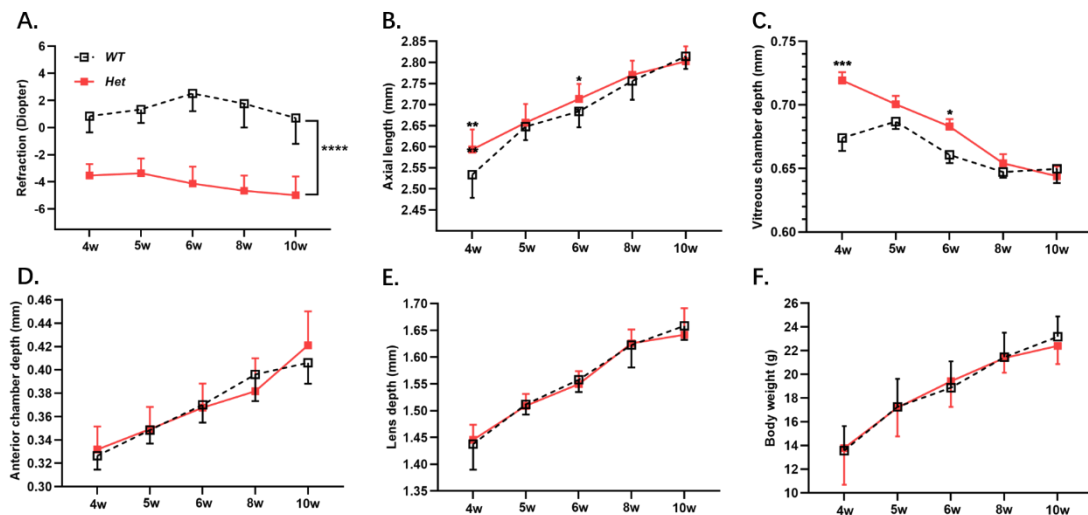 A.
Refraction (Diopter)
6
4
2
0
-2
-4
-6
WT
Het
****
4w 5w 6w 8w 10w
B.
Axial length (mm)
2.85
2.80
2.75
2.70
2.65
2.60
2.55
2.50
2.45
**
**
*
4w 5w 6w 8w 10w
C.
Vitreous chamber depth (mm)
0.75
0.70
0.65
0.60
***
*
4w 5w 6w 8w 10w
D.
Anterior chamber depth (mm)
0.46
0.44
0.40
0.36
0.32
0.30
4w 5w 6w 8w 10w
E.
Lens depth (mm)
1.70
1.65
1.60
1.55
1.50
1.45
1.40
1.35
4w 5w 6w 8w 10w
F.
Body weight (g)
26
24
22
20
18
16
14
12
10
4w 5w 6w 8w 10w